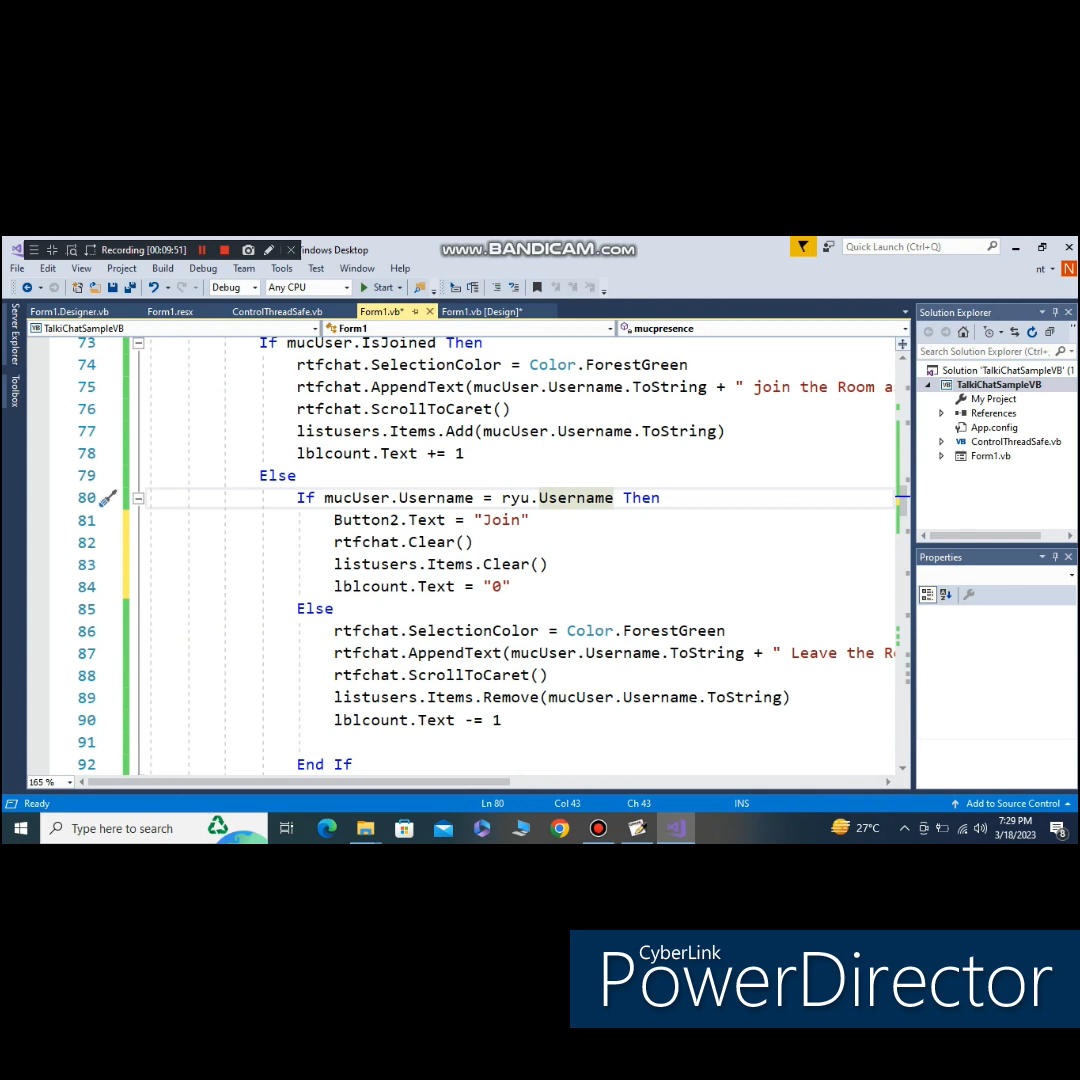 Recording [00:09:51]
indows Desktop
www.BANDICAM.com
Quick Launch (Ctrl+Q)
File Edit View Project Build Debug Team Tools Test Window Help
nt
N
Debug Any CPU Start
Server Explorer
Toolbox
Form1.Designer.vb Form1.resx ControlThreadSafe.vb Form1.vb* Form1.vb [Design]*
VB TalkiChatSampleVB Form1 mucpresence
73 If mucUser.IsJoined Then
74 rtfchat.SelectionColor = Color.ForestGreen
75 rtfchat.AppendText(mucUser.Username.ToString + " join the Room a
76 rtfchat.ScrollToCaret()
77 listusers.Items.Add(mucUser.Username.ToString)
78 lblcount.Text += 1
79 Else
80 If mucUser.Username = ryu.Username Then
81 Button2.Text = "Join"
82 rtfchat.Clear()
83 listusers.Items.Clear()
84 lblcount.Text = "0"
85 Else
86 rtfchat.SelectionColor = Color.ForestGreen
87 rtfchat.AppendText(mucUser.Username.ToString + " Leave the R
88 rtfchat.ScrollToCaret()
89 listusers.Items.Remove(mucUser.Username.ToString)
90 lblcount.Text -= 1
91
92 End If
165 %
Solution Explorer
Search Solution Explorer (Ctrl+;
Solution 'TalkiChatSampleVB' (1
VB TalkiChatSampleVB
My Project
References
App.config
VB ControlThreadSafe.vb
Form1.vb
Properties
Ready Ln 80 Col 43 Ch 43 INS Add to Source Control
Type here to search
27°C
7:29 PM
3/18/2023
8
CyberLink
PowerDirector